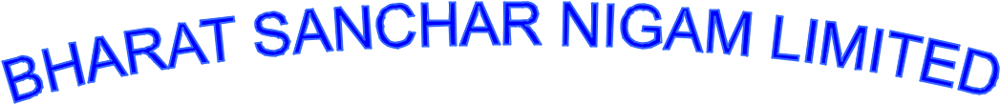 BHARAT SANCHAR NIGAM LIMITED